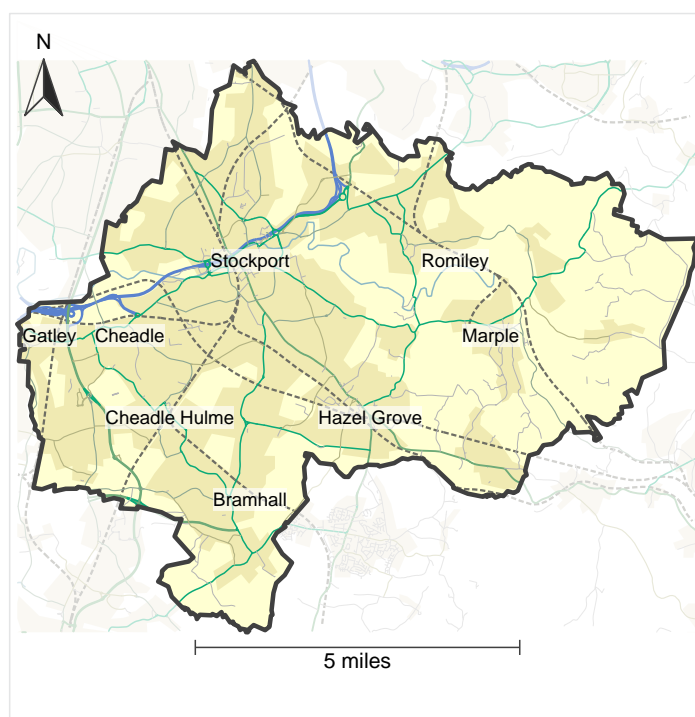 N
Stockport
Romiley
Gatley
Cheadle
Marple
Cheadle Hulme
Hazel Grove
Bramhall
5 miles